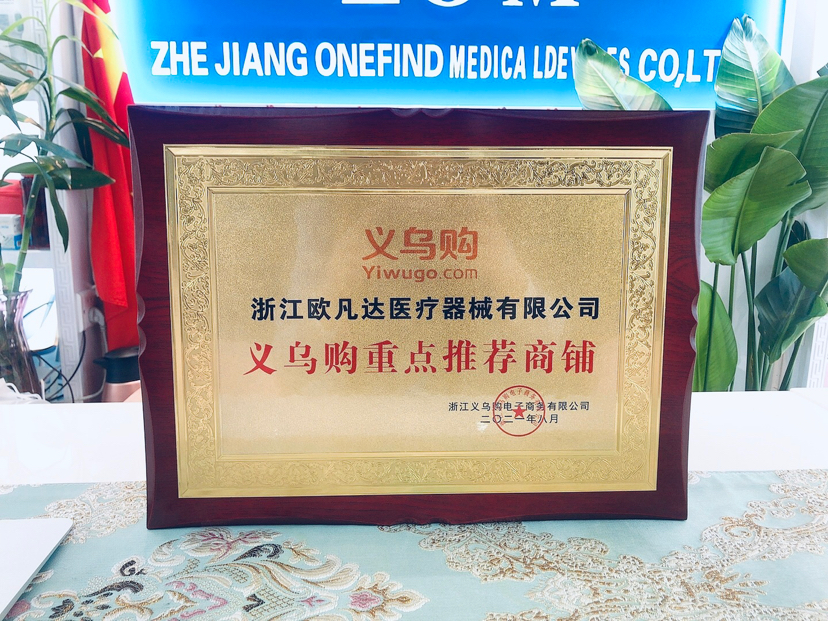 ZHE JIANG ONEFIND MEDICA LDEV ES CO,LT
义乌购
Yiwugo.com
浙江欧凡达医疗器械有限公司
义乌购重点推荐商铺
浙江义乌购电子商务有限公司
二〇二一年八月